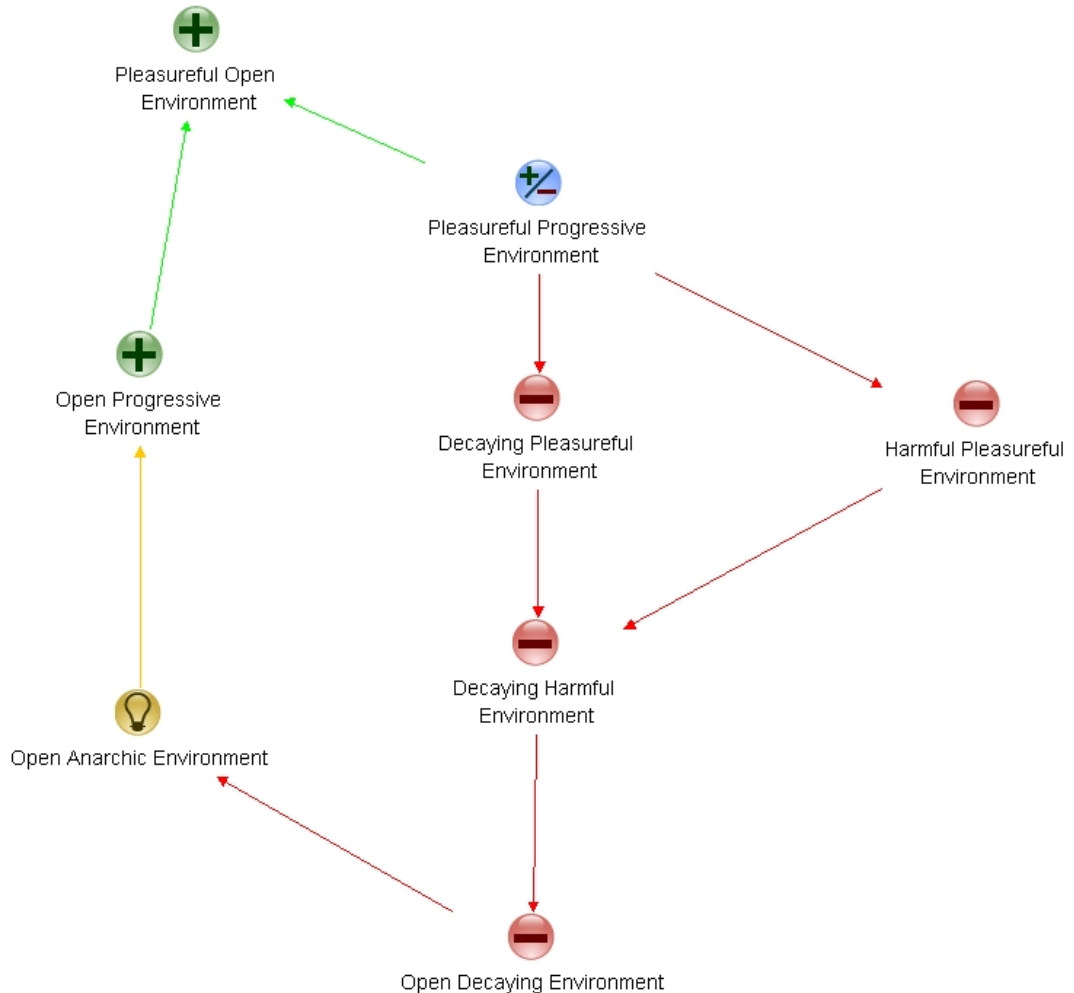 Pleasureful Open
Environment
Pleasureful Progressive
Environment
Open Progressive
Environment
Decaying Pleasureful
Environment
Harmful Pleasureful
Environment
Decaying Harmful
Environment
Open Anarchic Environment
Open Decaying Environment